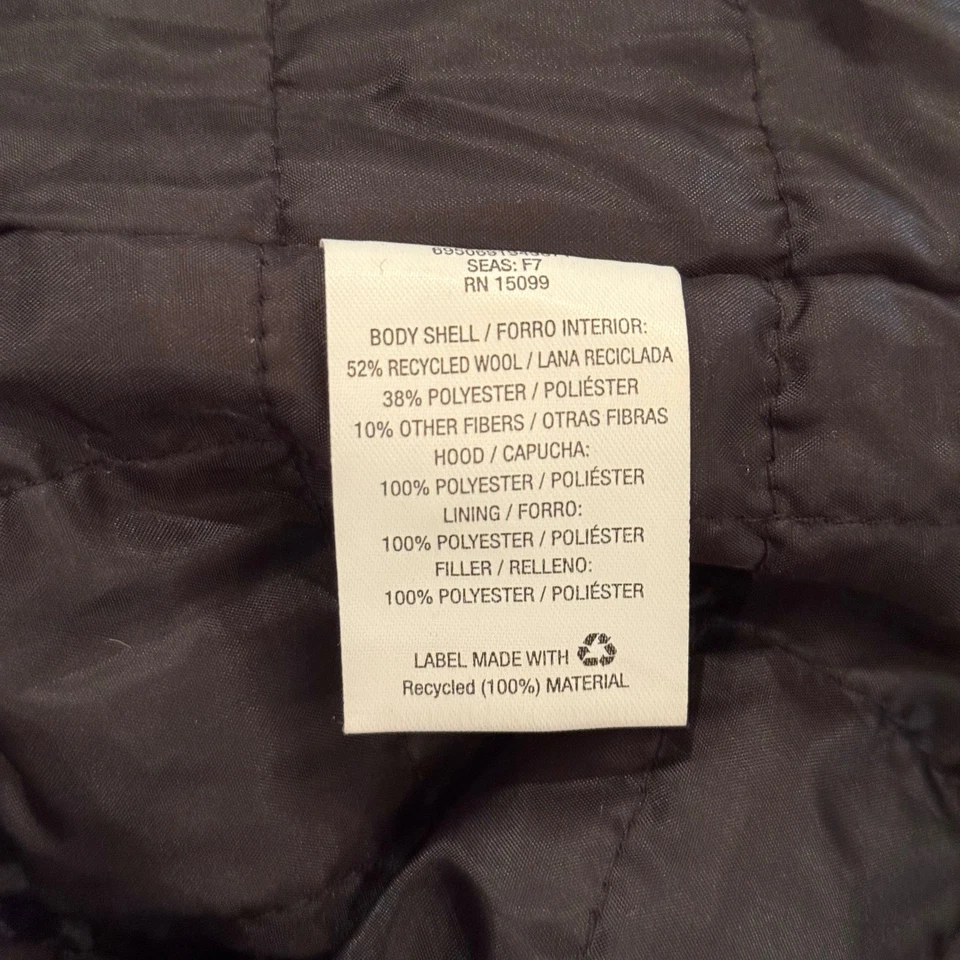 SEAS: F7
RN 15099
BODY SHELL / FORRO INTERIOR:
52% RECYCLED WOOL / LANA RECICLADA
38% POLYESTER / POLIÉSTER
10% OTHER FIBERS / OTRAS FIBRAS
HOOD / CAPUCHA:
100% POLYESTER / POLIÉSTER
LINING / FORRO:
100% POLYESTER / POLIÉSTER
FILLER / RELLENO:
100% POLYESTER / POLIÉSTER
LABEL MADE WITH
Recycled (100%) MATERIAL